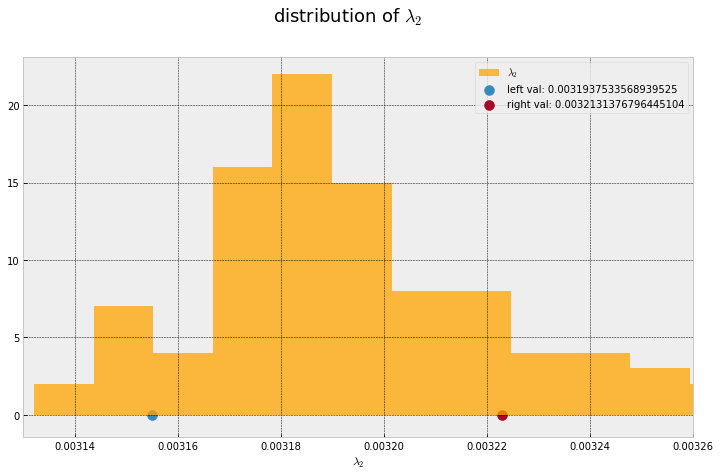 distribution of λ₂
λ₂
left val: 0.0031937533568939525
right val: 0.0032131376796445104
20
15
10
5
0
0.00314 0.00316 0.00318 0.00320 0.00322 0.00324 0.00326
λ₂